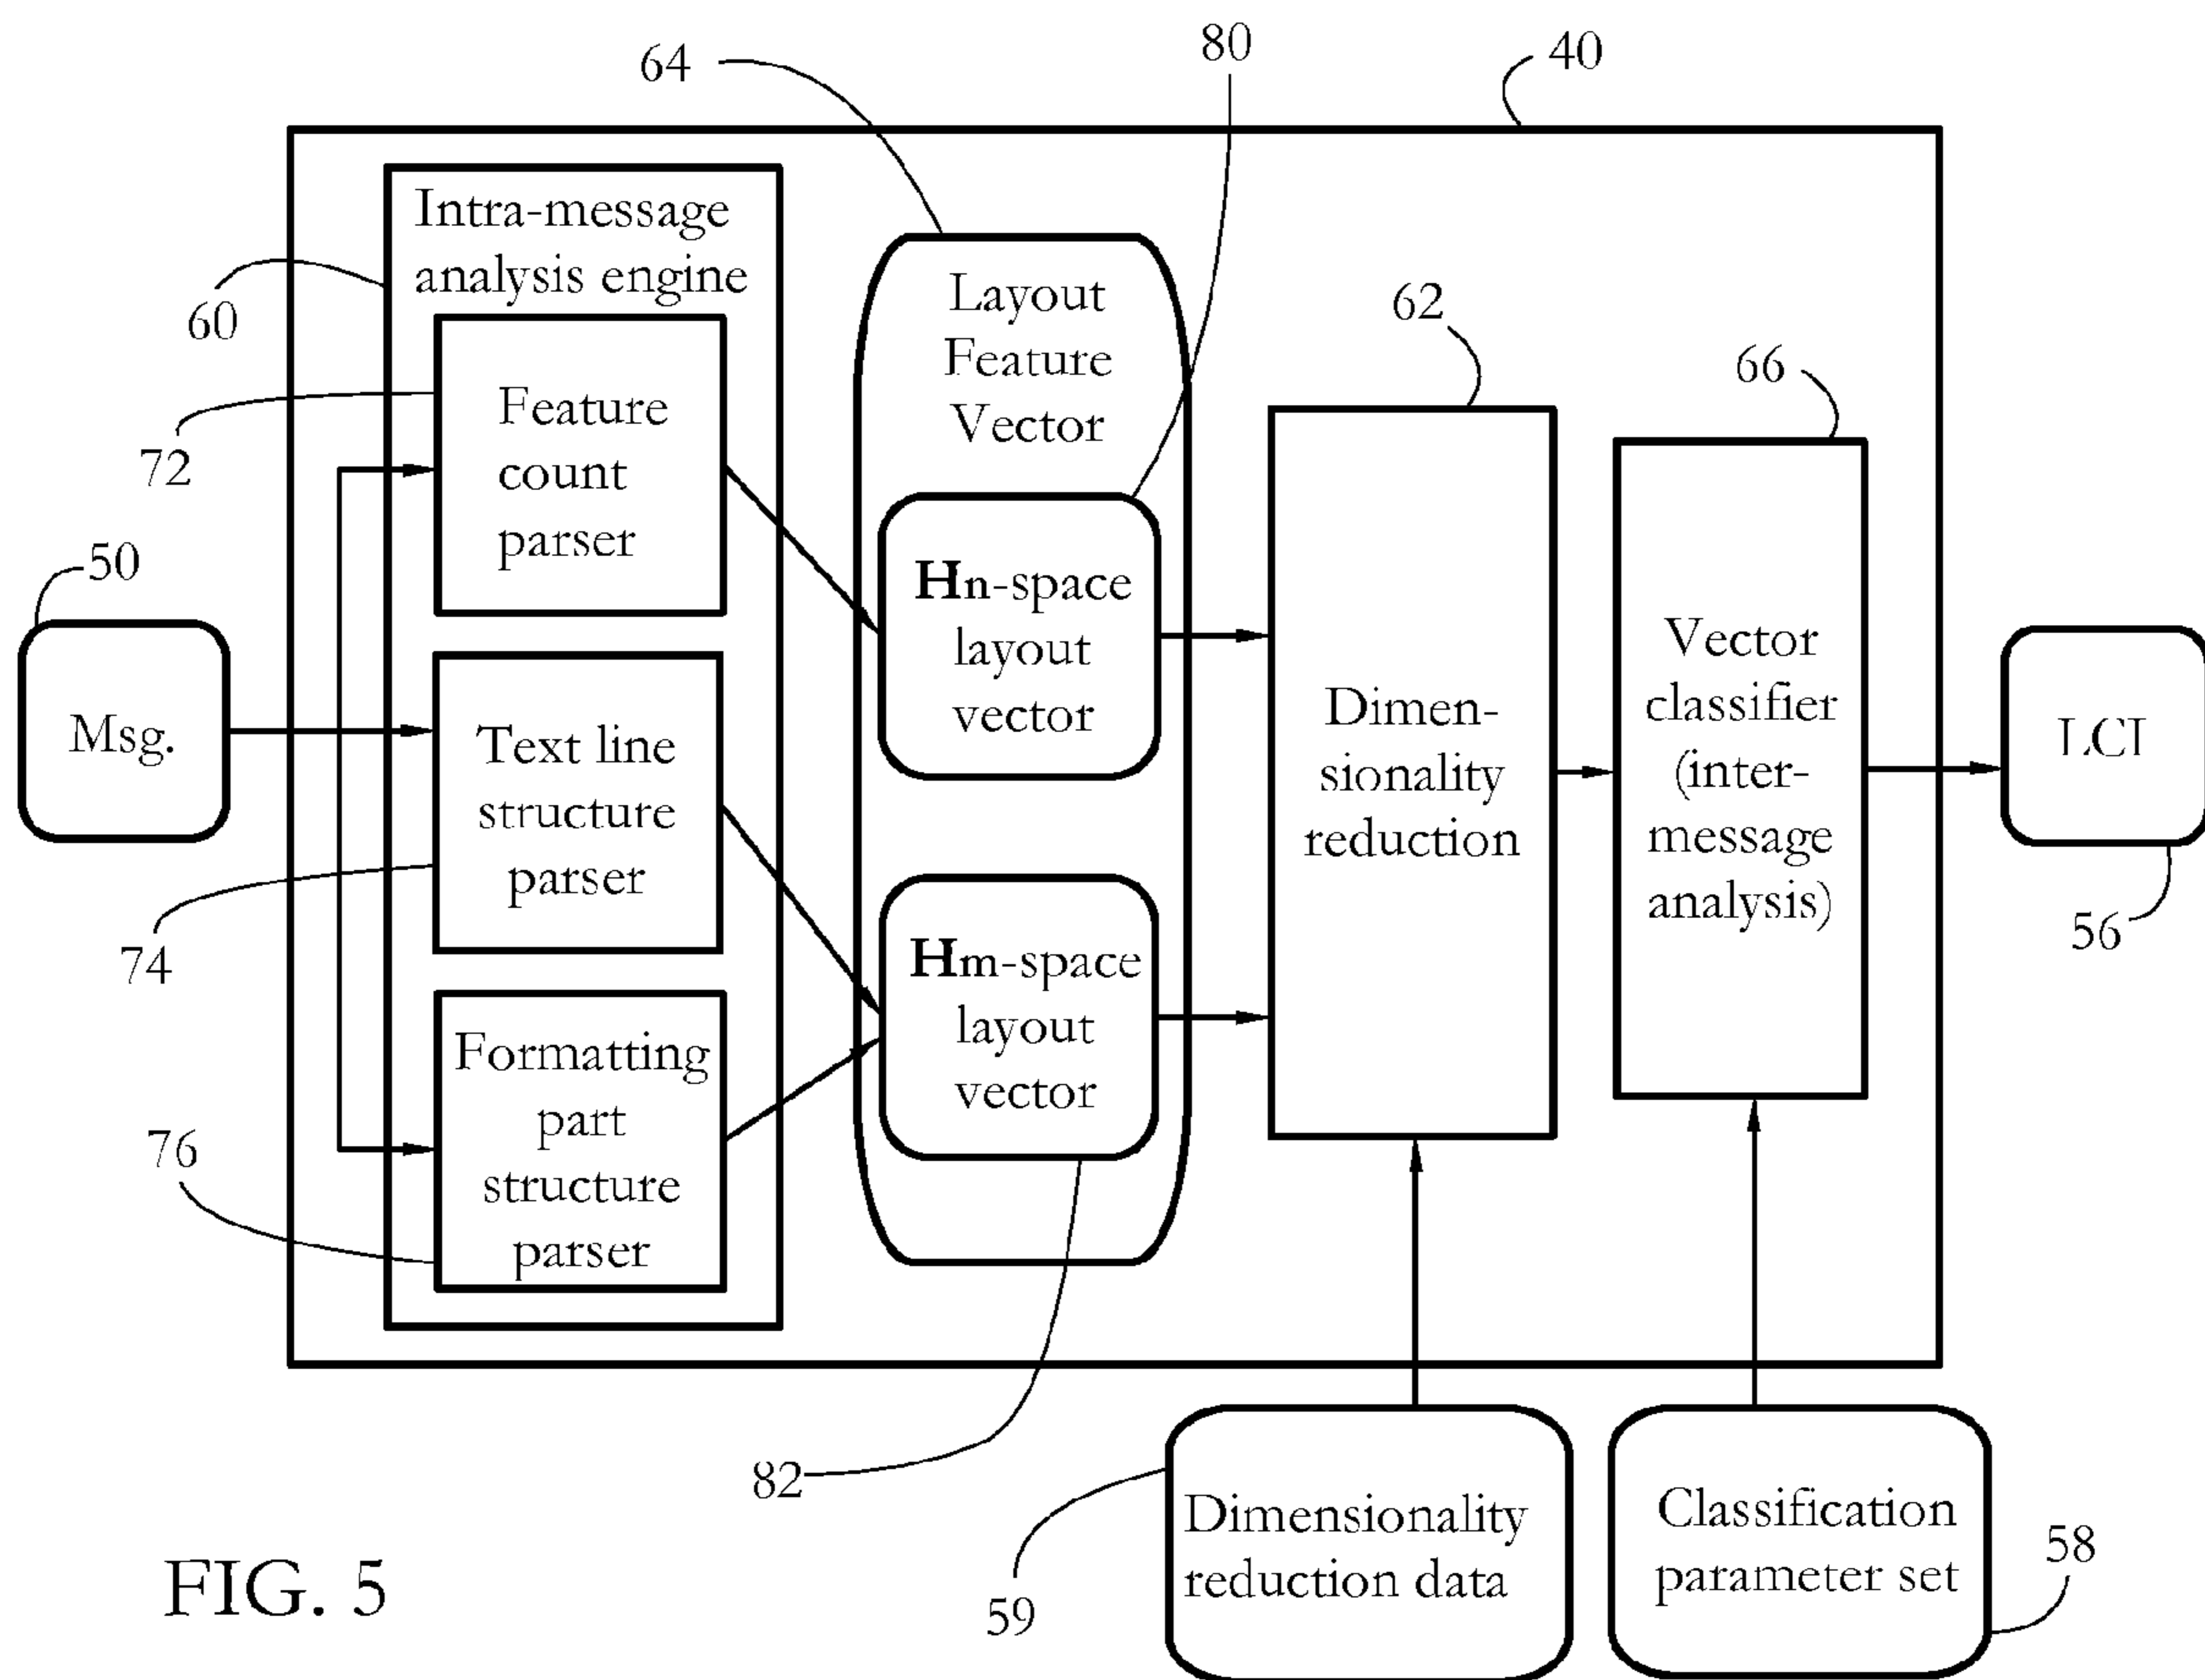 64
80
40
Intra-message
analysis engine
60
Layout
Feature
Vector
62
66
72
Feature
count
parser
50
Msg.
Hn-space
layout
vector
Text line
structure
parser
74
Dimen-
sionality
reduction
Vector
classifier
(inter-
message
analysis)
LCI
56
Hm-space
layout
vector
Formatting
part
structure
parser
76
82
Dimensionality
reduction data
59
Classification
parameter set
58
FIG. 5